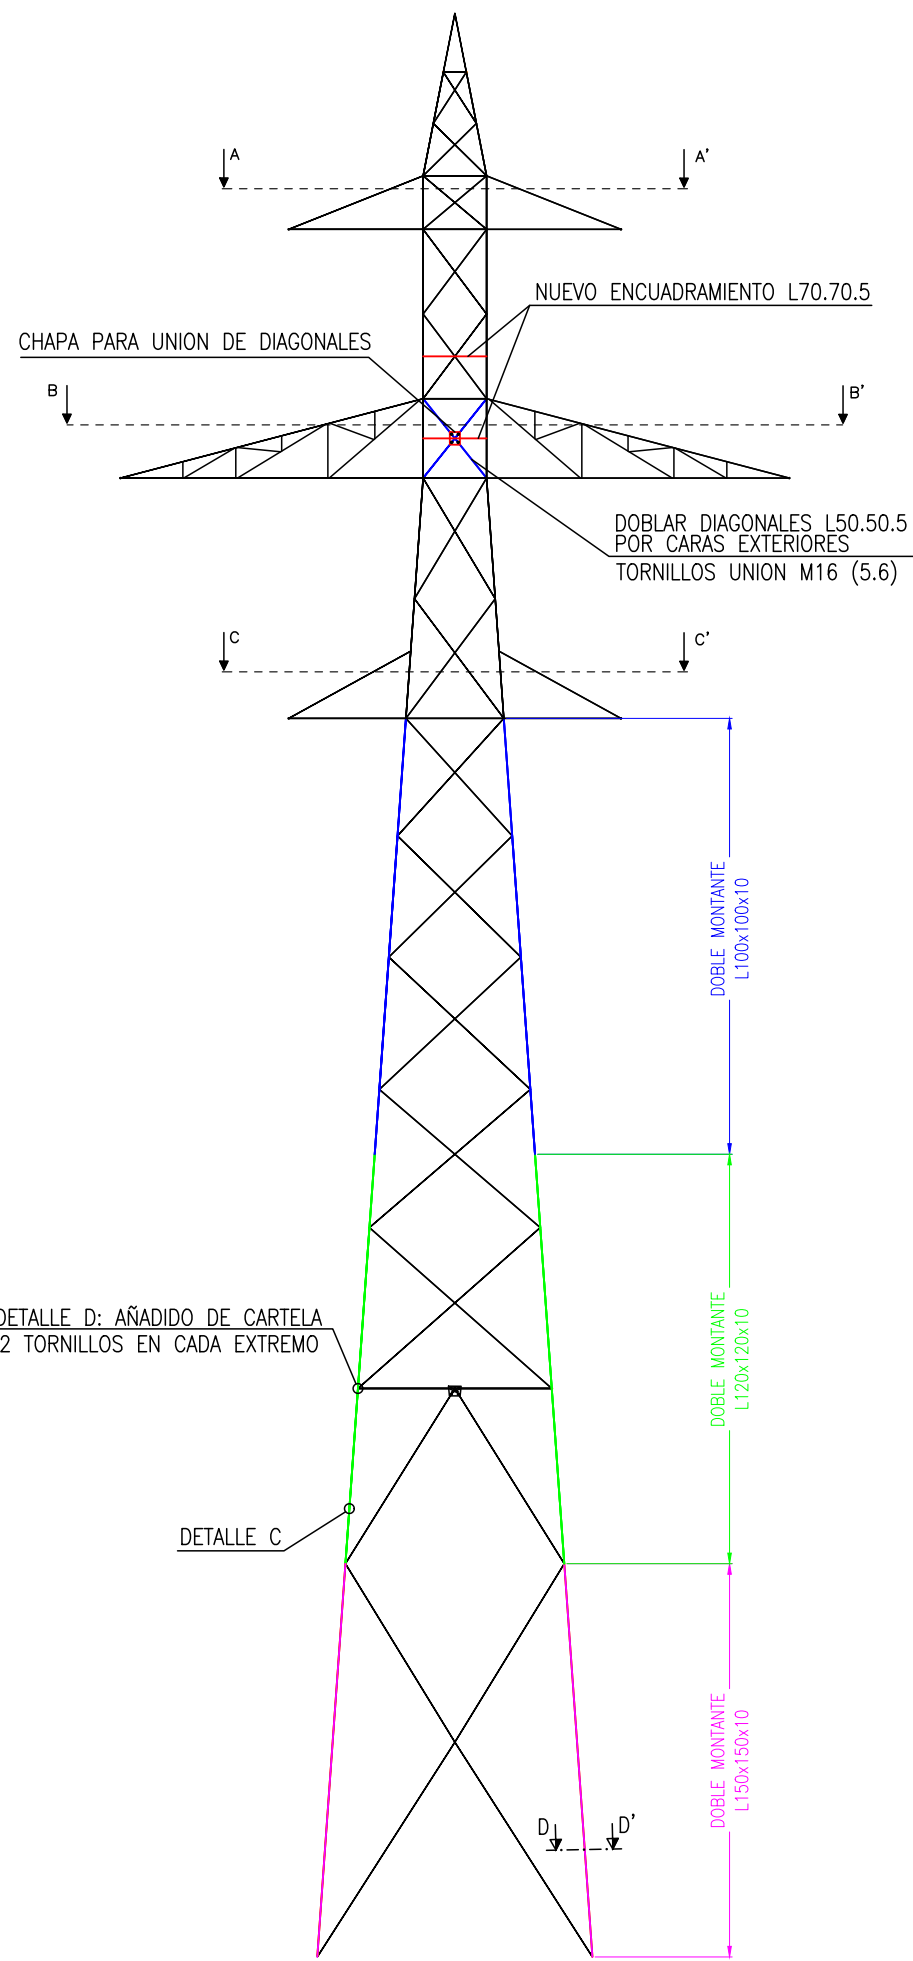 A
A'
NUEVO ENCUADRAMIENTO L70.70.5
CHAPA PARA UNION DE DIAGONALES
B
B'
DOBLAR DIAGONALES L50.50.5
POR CARAS EXTERIORES
TORNILLOS UNION M16 (5.6)
C
C'
DOBLE MONTANTE
L100x100x10
DETALLE D: AÑADIDO DE CARTELA
2 TORNILLOS EN CADA EXTREMO
DOBLE MONTANTE
L120x120x10
DETALLE C
DOBLE MONTANTE
L150x150x10
D
D'